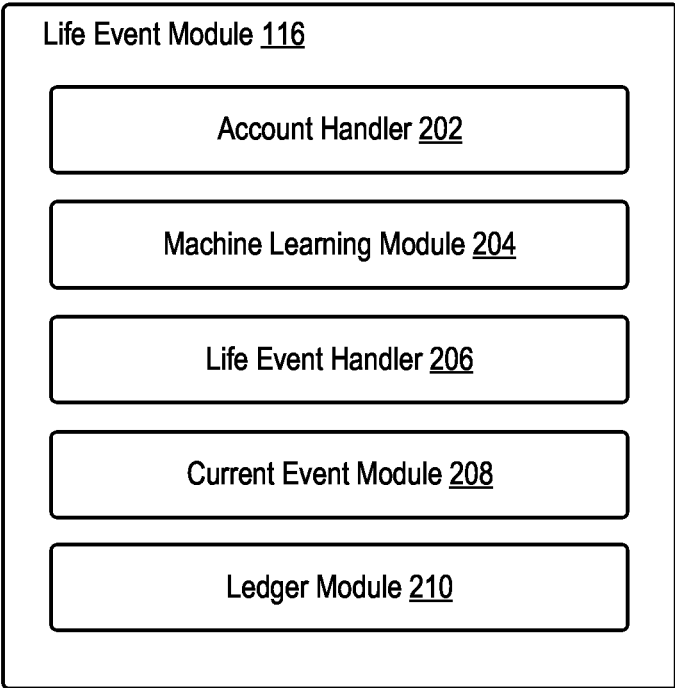 Life Event Module 116
Account Handler 202
Machine Learning Module 204
Life Event Handler 206
Current Event Module 208
Ledger Module 210